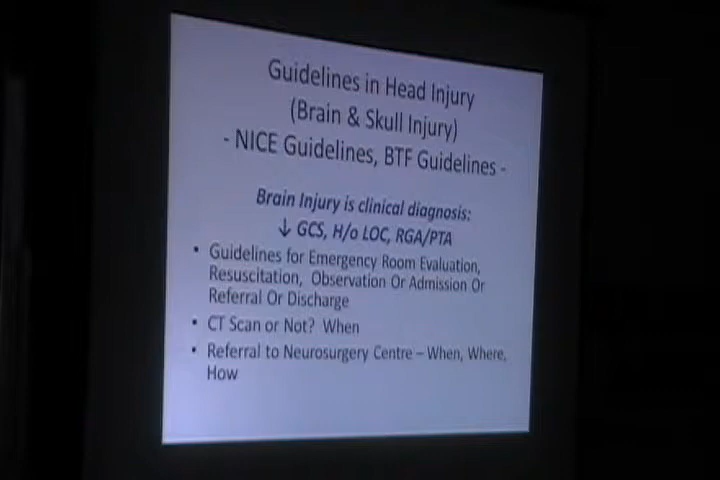 Guidelines in Head Injury
(Brain & Skull Injury)
- NICE Guidelines, BTF Guidelines -
Brain Injury is clinical diagnosis:
↓ GCS, H/o LOC, RGA/PTA
• Guidelines for Emergency Room Evaluation,
Resuscitation, Observation Or Admission Or
Referral Or Discharge
• CT Scan or Not? When
• Referral to Neurosurgery Centre – When, Where,
How